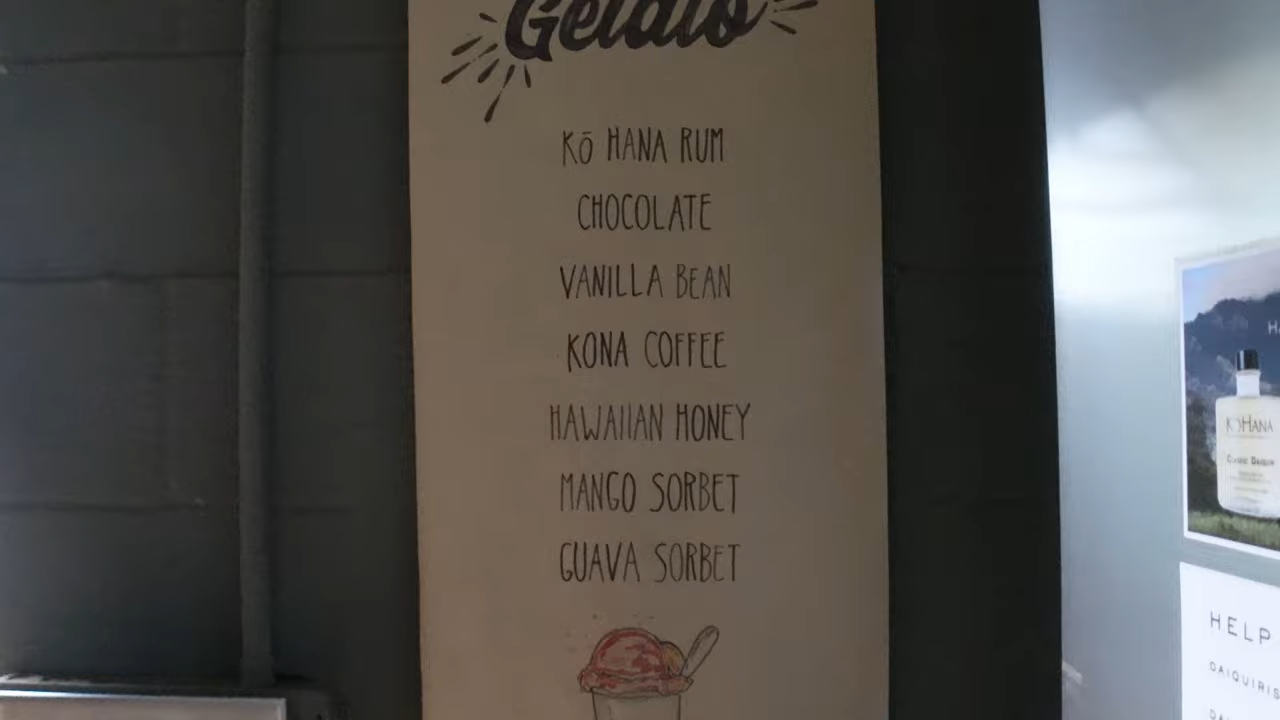 Gelato
Kō HANA RUM
CHOCOLATE
VANILLA BEAN
KONA COFFEE
HAWAIIAN HONEY
MANGO SORBET
GUAVA SORBET
KōHANA
HELP
DAIQUIRIS